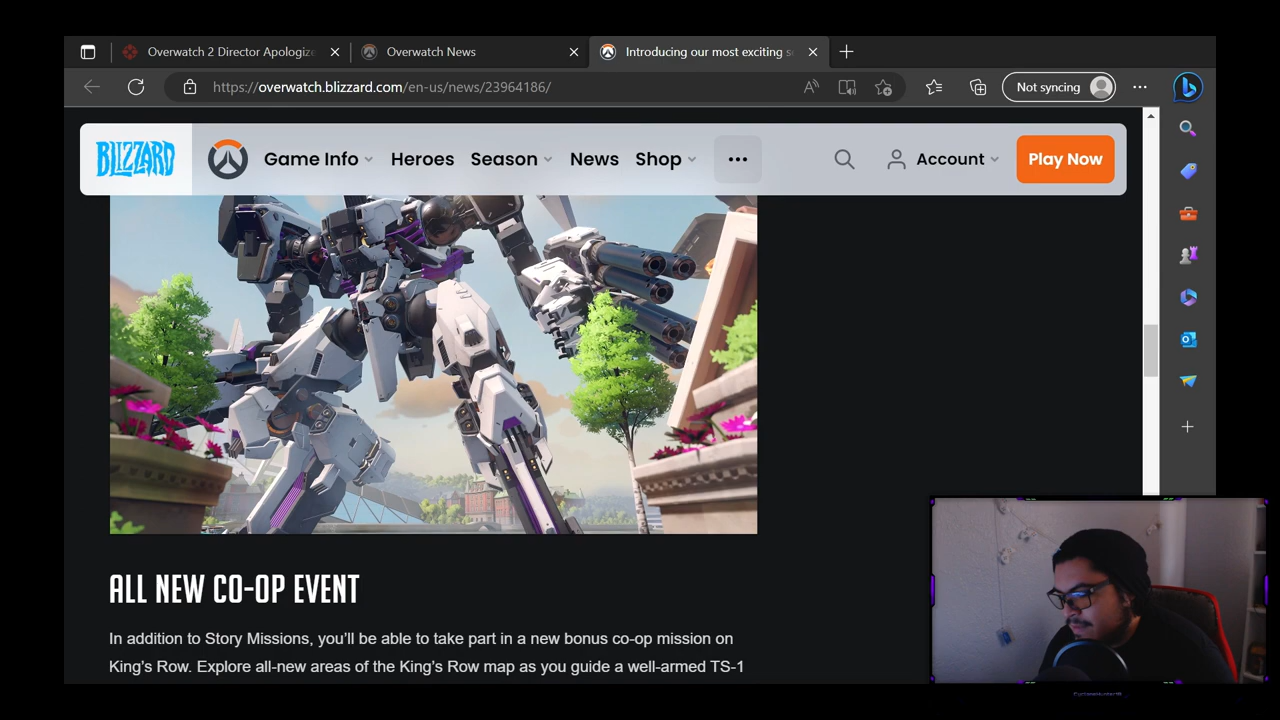 Overwatch 2 Director Apologize
Overwatch News
Introducing our most exciting s
https://overwatch.blizzard.com/en-us/news/23964186/
Not syncing
BLIZZARD
Game Info
Heroes
Season
News
Shop
Account
Play Now
ALL NEW CO-OP EVENT
In addition to Story Missions, you'll be able to take part in a new bonus co-op mission on
King's Row. Explore all-new areas of the King's Row map as you guide a well-armed TS-1